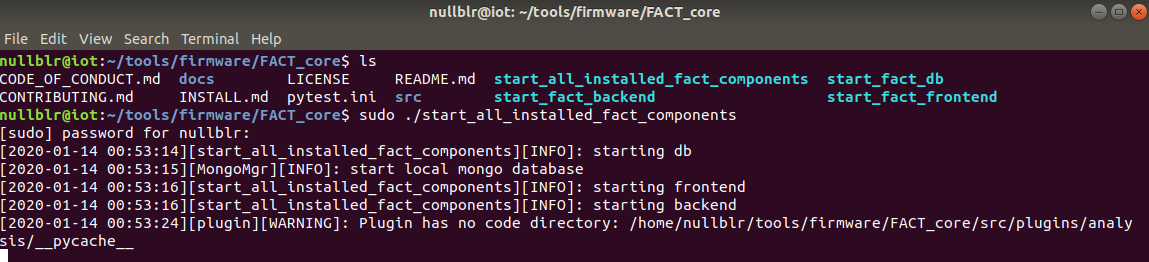 nullblr@iot: ~/tools/firmware/FACT_core
File Edit View Search Terminal Help
nullblr@iot:~/tools/firmware/FACT_core$ ls
CODE_OF_CONDUCT.md docs LICENSE README.md start_all_installed_fact_components start_fact_db
CONTRIBUTING.md INSTALL.md pytest.ini src start_fact_backend start_fact_frontend
nullblr@iot:~/tools/firmware/FACT_core$ sudo ./start_all_installed_fact_components
[sudo] password for nullblr:
[2020-01-14 00:53:14][start_all_installed_fact_components][INFO]: starting db
[2020-01-14 00:53:15][MongoMgr][INFO]: start local mongo database
[2020-01-14 00:53:16][start_all_installed_fact_components][INFO]: starting frontend
[2020-01-14 00:53:16][start_all_installed_fact_components][INFO]: starting backend
[2020-01-14 00:53:24][plugin][WARNING]: Plugin has no code directory: /home/nullblr/tools/firmware/FACT_core/src/plugins/analy
sis/__pycache__